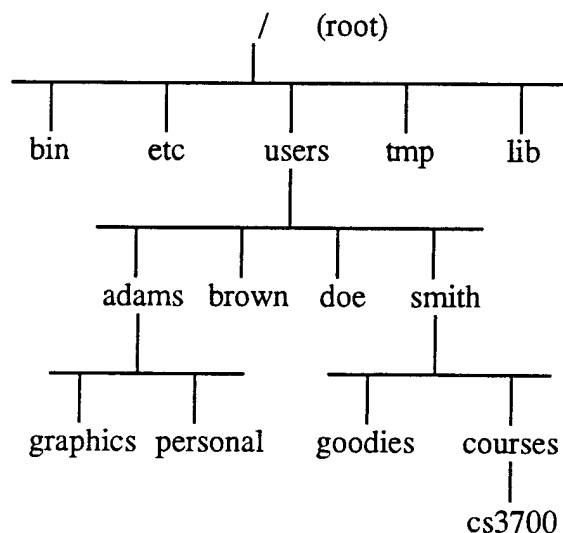 / (root)
bin etc users tmp lib
adams brown doe smith
graphics personal goodies courses
cs3700